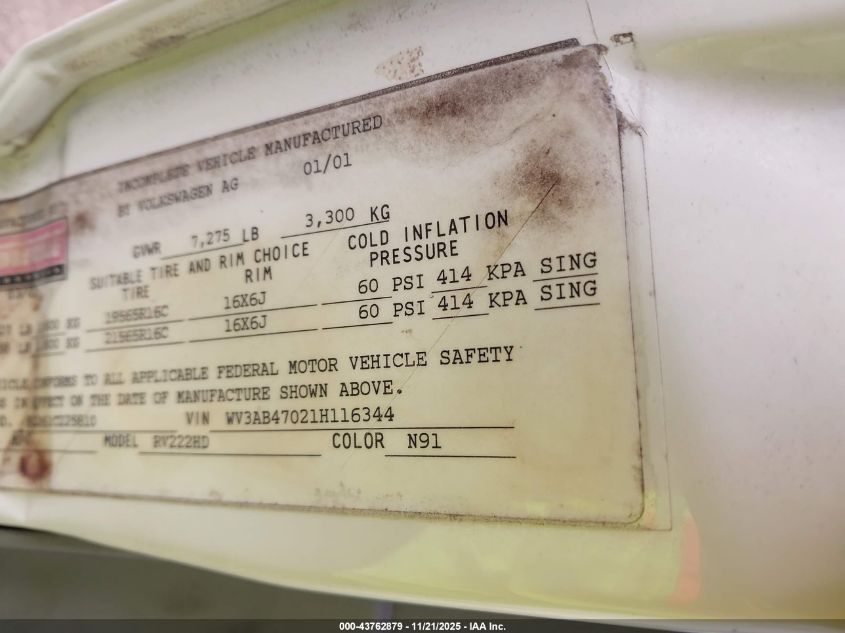 INCOMPLETE VEHICLE MANUFACTURED
BY VOLKSWAGEN AG 01/01
GVWR 7,275 LB 3,300 KG
SUITABLE TIRE AND RIM CHOICE COLD INFLATION
TIRE RIM PRESSURE
19565R16C 16X6J 60 PSI 414 KPA SING
KG 21565R16C 16X6J 60 PSI 414 KPA SING
CONFORMS TO ALL APPLICABLE FEDERAL MOTOR VEHICLE SAFETY
IN EFFECT ON THE DATE OF MANUFACTURE SHOWN ABOVE.
VIN WV3AB47021H116344
MODEL RV222HD COLOR N91
000-43762879 - 11/21/2025 - IAA Inc.